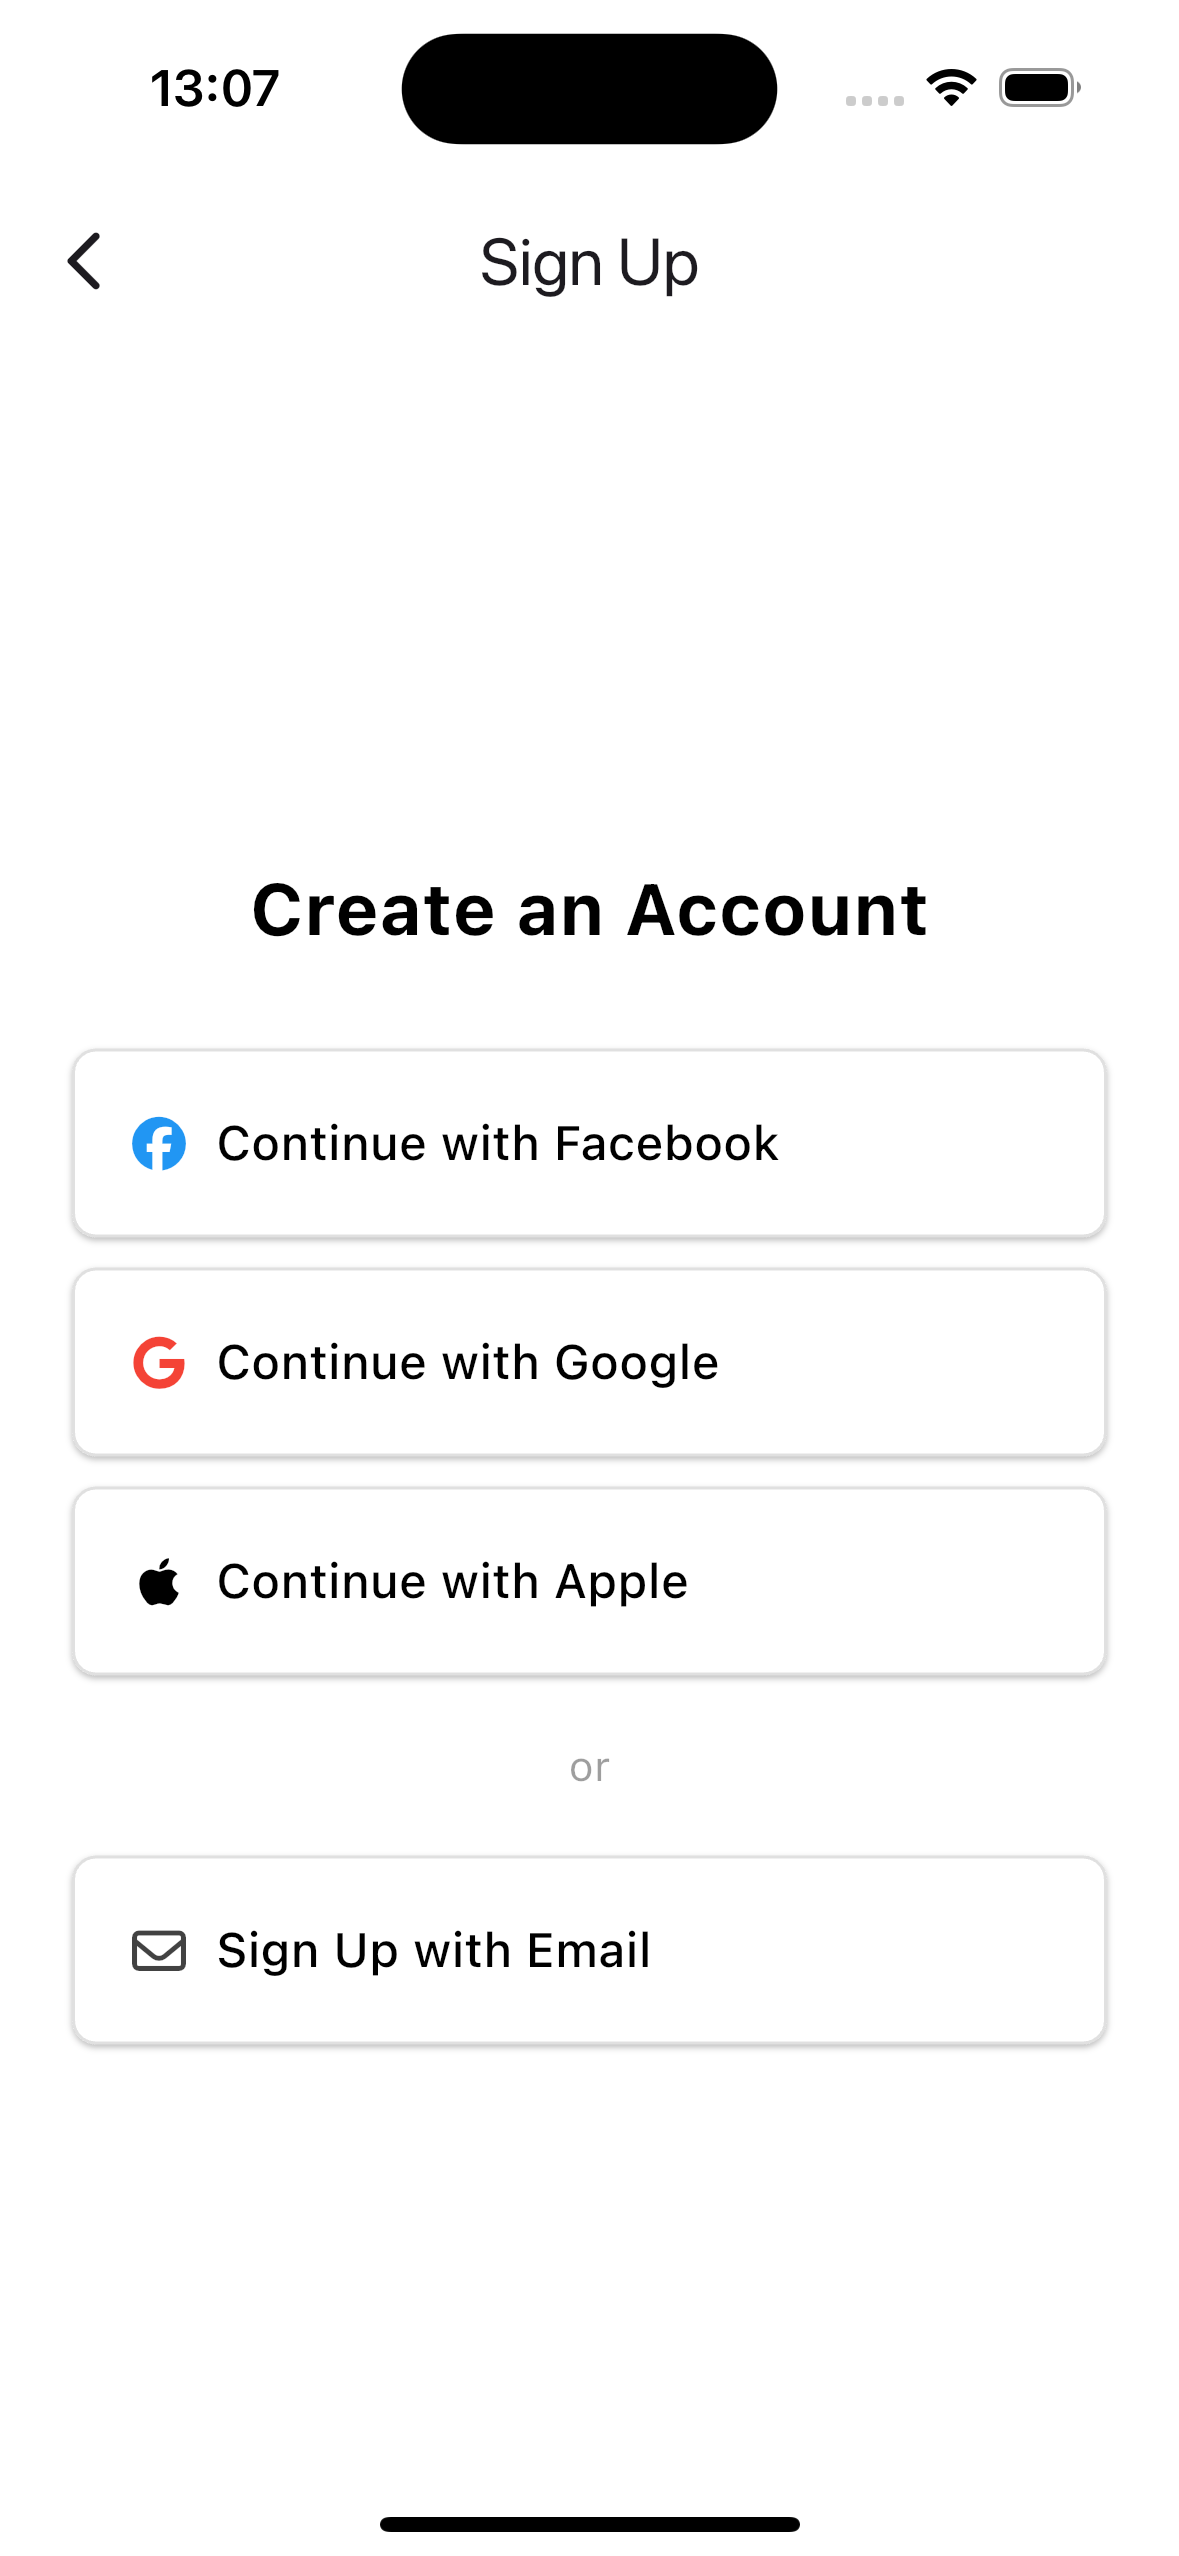 13:07
Sign Up
Create an Account
Continue with Facebook
Continue with Google
Continue with Apple
or
Sign Up with Email